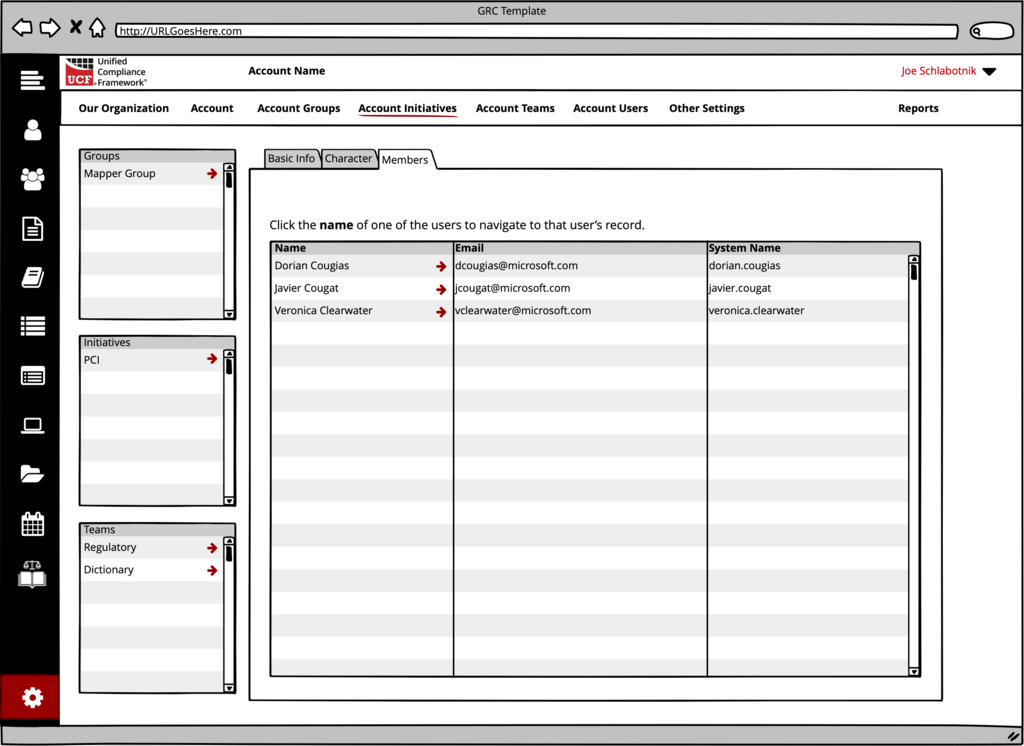 GRC Template
http://URLGoesHere.com
UCF
Unified
Compliance
Framework®
Account Name
Joe Schlabotnik
Our Organization Account Account Groups Account Initiatives Account Teams Account Users Other Settings Reports
Groups
Mapper Group
Initiatives
PCI
Teams
Regulatory
Dictionary
Basic Info Character Members
Click the name of one of the users to navigate to that user's record.
Name Email System Name
Dorian Cougias dcougias@microsoft.com dorian.cougias
Javier Cougat jcougat@microsoft.com javier.cougat
Veronica Clearwater vclearwater@microsoft.com veronica.clearwater